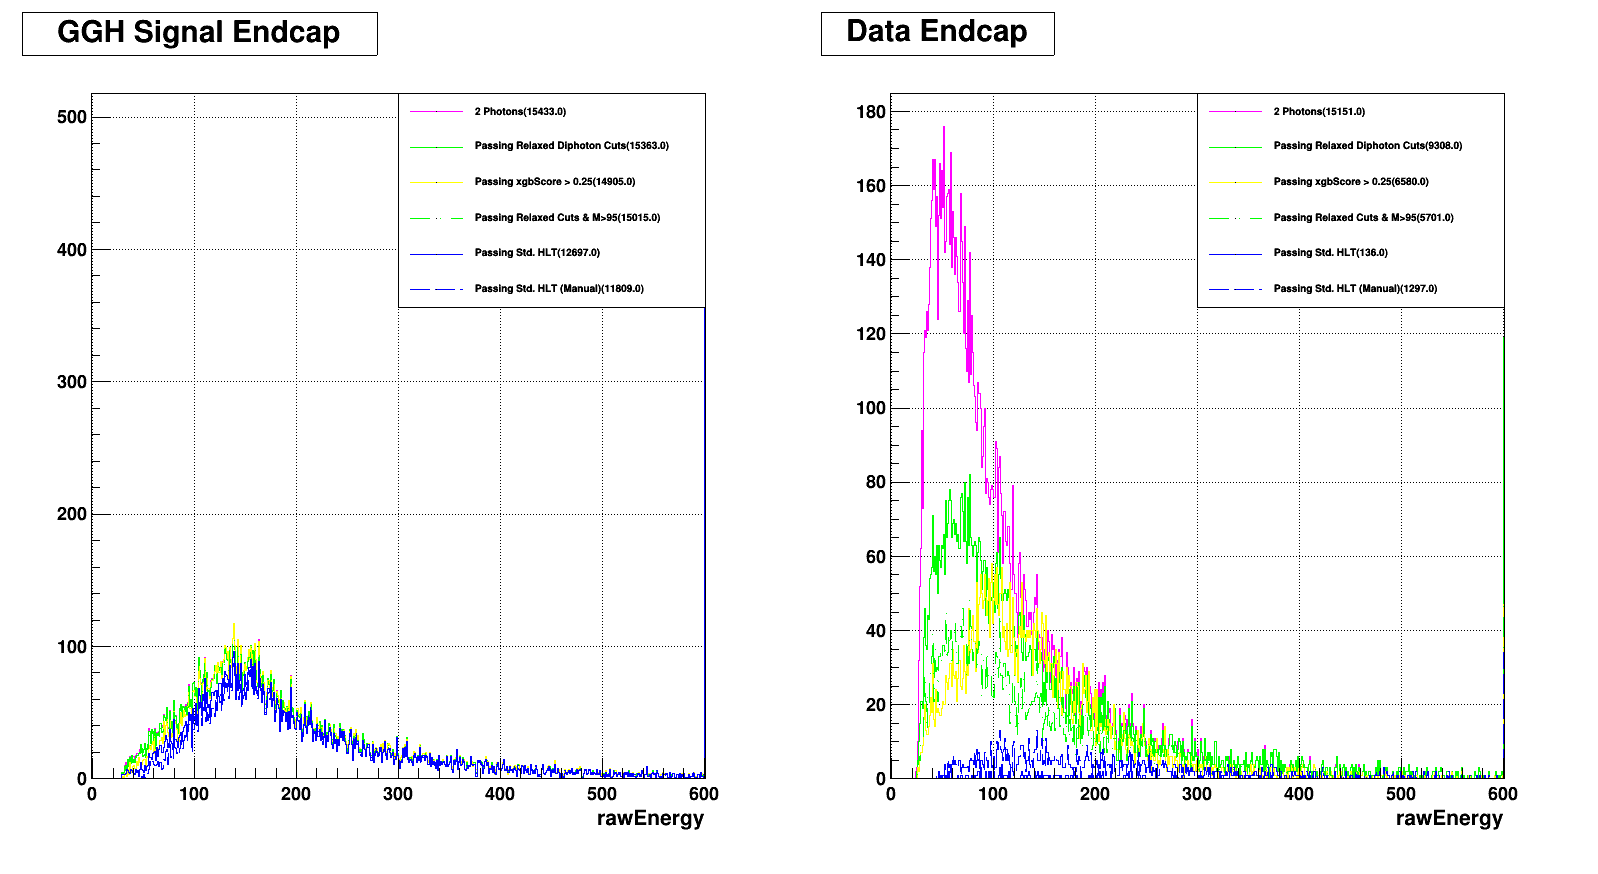 GGH Signal Endcap
500
400
300
200
100
0
0 100 200 300 400 500 600
rawEnergy
2 Photons(15433.0)
Passing Relaxed Diphoton Cuts(15363.0)
Passing xgbScore > 0.25(14905.0)
Passing Relaxed Cuts & M>95(15015.0)
Passing Std. HLT(12697.0)
Passing Std. HLT (Manual)(11809.0)
Data Endcap
180
160
140
120
100
80
60
40
20
0
0 100 200 300 400 500 600
rawEnergy
2 Photons(15151.0)
Passing Relaxed Diphoton Cuts(9308.0)
Passing xgbScore > 0.25(6580.0)
Passing Relaxed Cuts & M>95(5701.0)
Passing Std. HLT(136.0)
Passing Std. HLT (Manual)(1297.0)